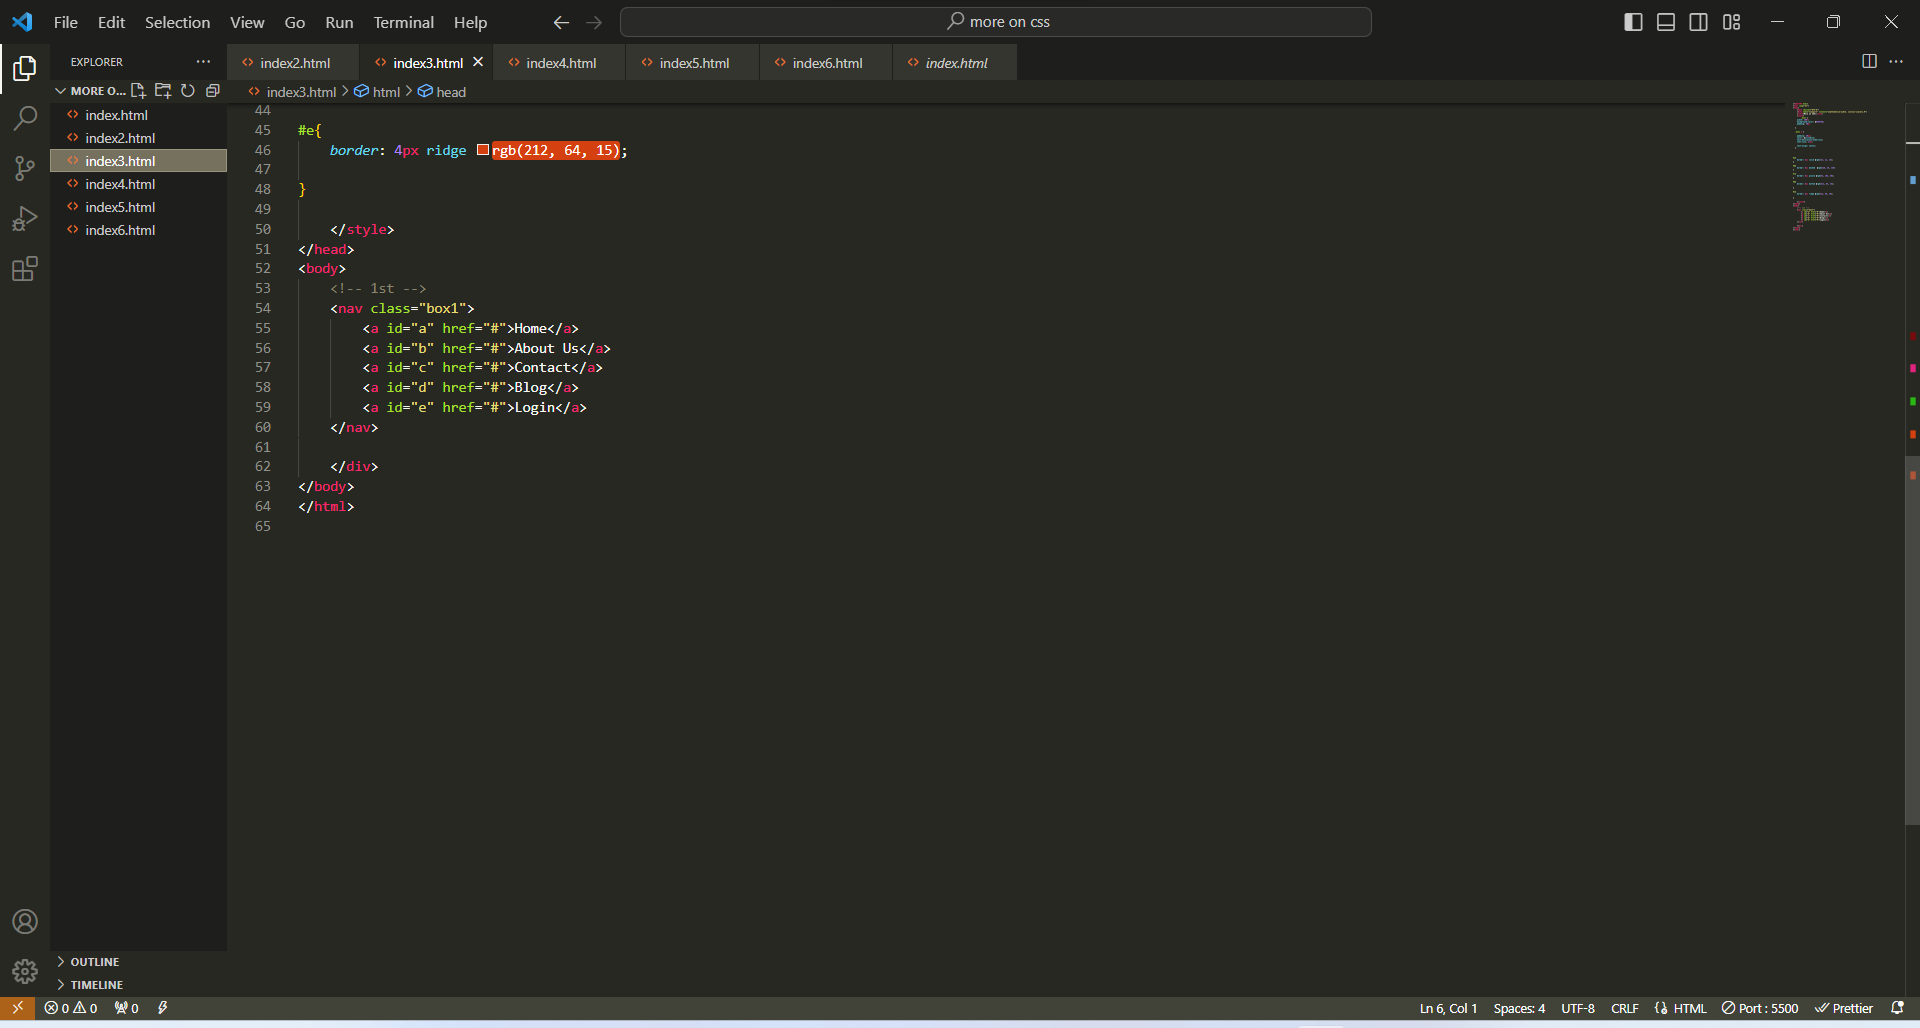 File Edit Selection View Go Run Terminal Help
more on css
EXPLORER
index2.html index3.html index4.html index5.html index6.html index.html
MORE O...
index3.html > html > head
index.html
index2.html
index3.html
index4.html
index5.html
index6.html
44
45 #e{
46 border: 4px ridge rgb(212, 64, 15);
47
48 }
49
50 </style>
51 </head>
52 <body>
53 <!-- 1st -->
54 <nav class="box1">
55 <a id="a" href="#">Home</a>
56 <a id="b" href="#">About Us</a>
57 <a id="c" href="#">Contact</a>
58 <a id="d" href="#">Blog</a>
59 <a id="e" href="#">Login</a>
60 </nav>
61
62 </div>
63 </body>
64 </html>
65
OUTLINE
TIMELINE
0 0 0 Ln 6, Col 1 Spaces: 4 UTF-8 CRLF HTML Port : 5500 Prettier